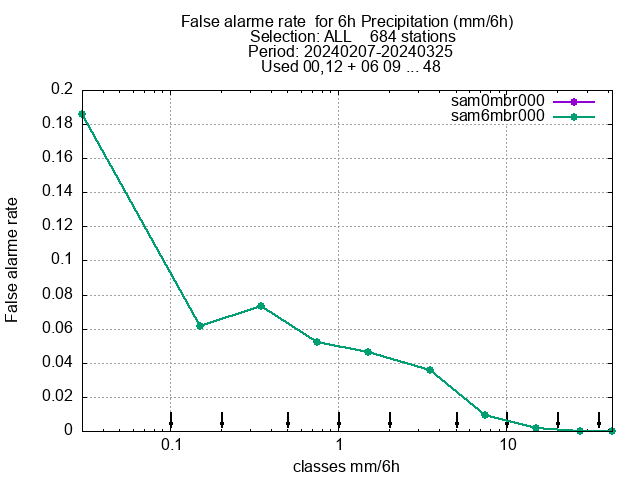 False alarme rate  for 6h Precipitation (mm/6h)
Selection: ALL    684 stations
Period: 20240207-20240325
Used 00,12 + 06 09 ... 48
sam0mbr000
sam6mbr000
0.2
0.18
0.16
0.14
0.12
0.1
0.08
0.06
0.04
0.02
0
False alarme rate
0.1 1 10
classes mm/6h